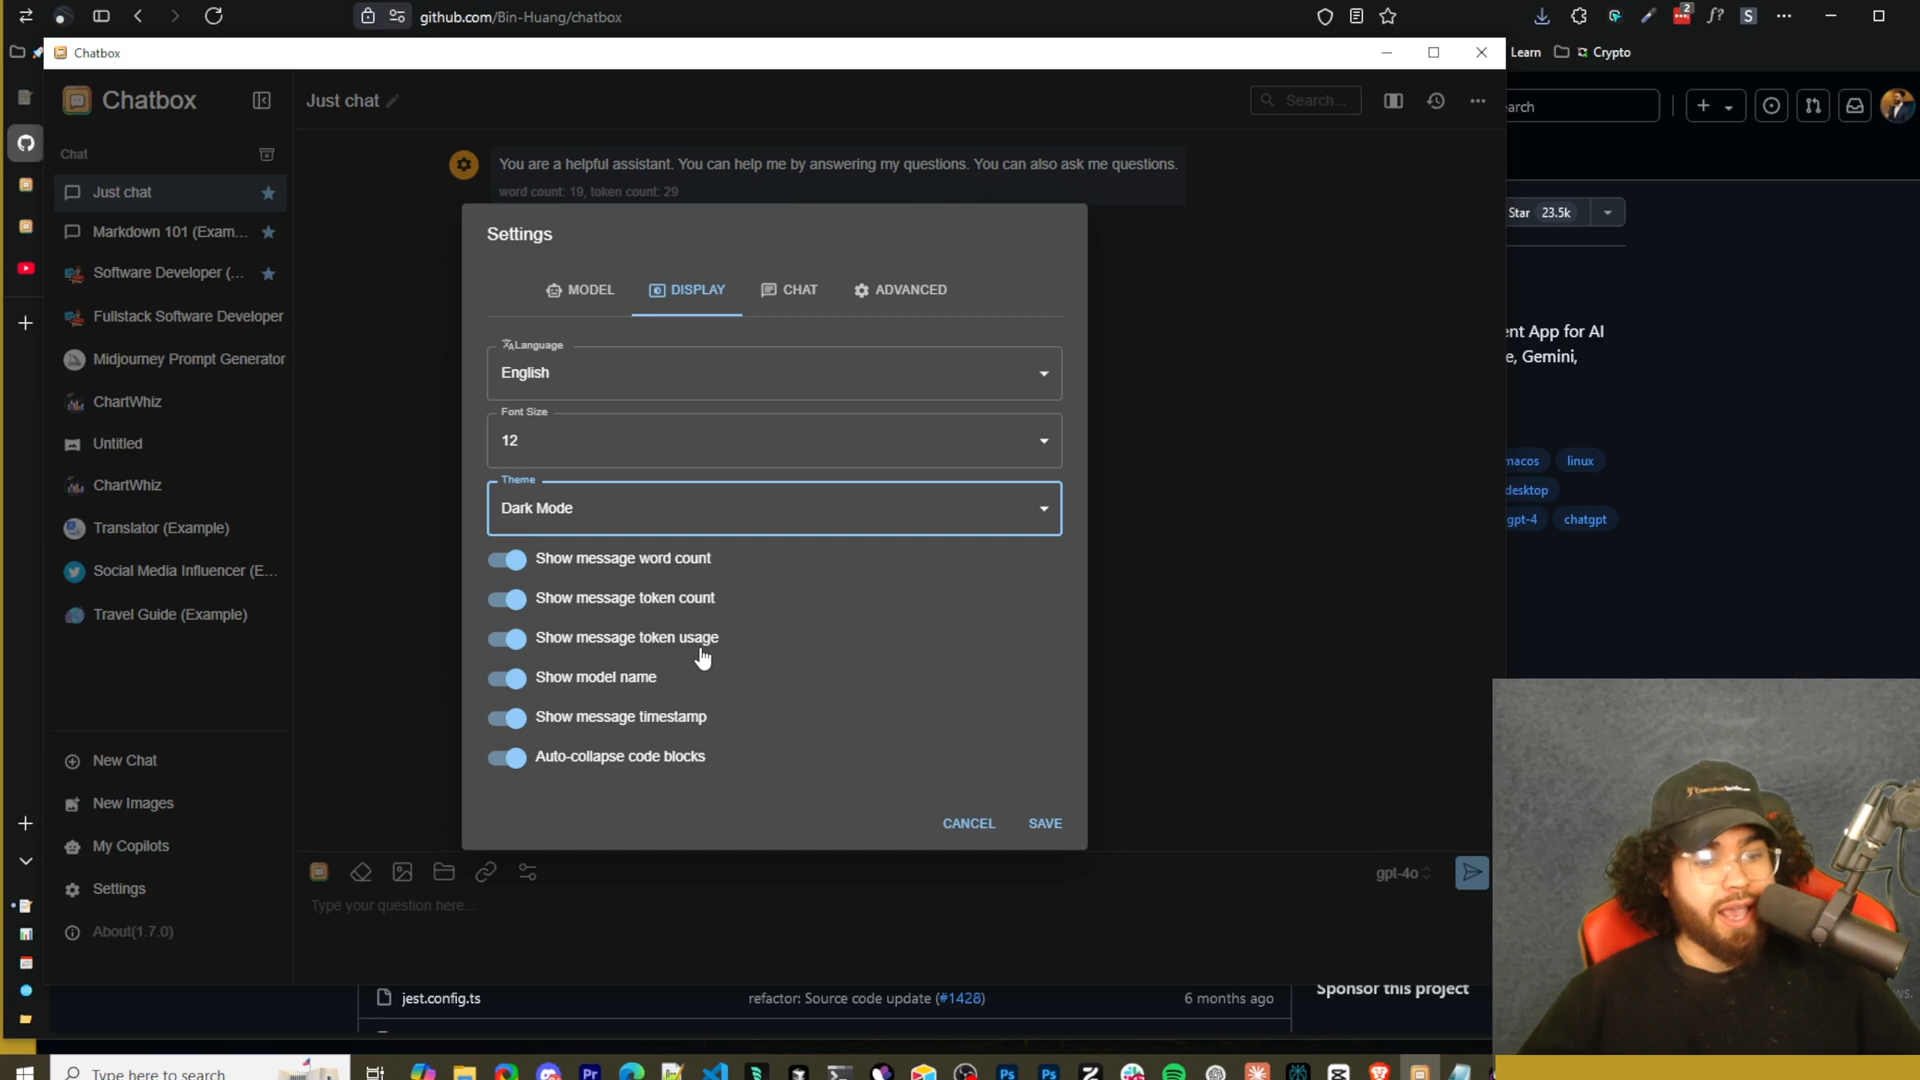 github.com/Bin-Huang/chatbox
2
f?
S
Chatbox
Learn
Crypto
Chatbox
Just chat
Search...
arch
Chat
You are a helpful assistant. You can help me by answering my questions. You can also ask me questions.
word count: 19, token count: 29
Just chat
Markdown 101 (Exam...
Software Developer (...
Fullstack Software Developer
Midjourney Prompt Generator
ChartWhiz
Untitled
ChartWhiz
Translator (Example)
Social Media Influencer (E...
Travel Guide (Example)
New Chat
New Images
My Copilots
Settings
About(1.7.0)
Settings
MODEL
DISPLAY
CHAT
ADVANCED
Language
English
Font Size
12
Theme
Dark Mode
Show message word count
Show message token count
Show message token usage
Show model name
Show message timestamp
Auto-collapse code blocks
CANCEL
SAVE
Star 23.5k
ent App for AI
e, Gemini,
macos
linux
desktop
gpt-4
chatgpt
gpt-4o
Type your question here...
jest.config.ts
refactor: Source code update (#1428)
6 months ago
Sponsor this project
ws.
Type here to search
Pr
Ps
Ps